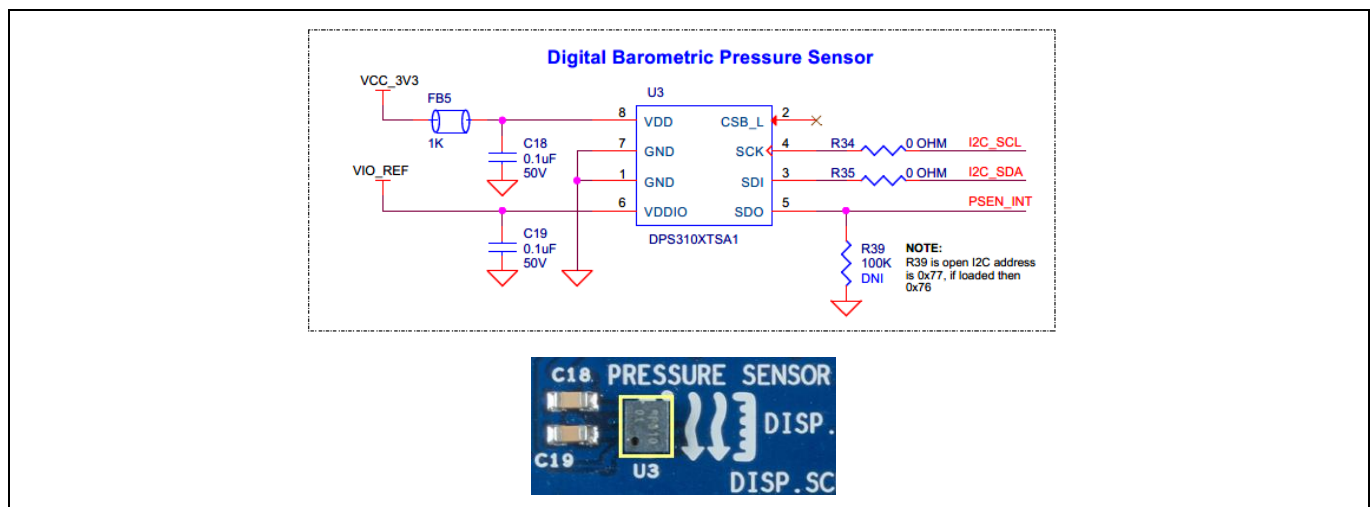 Digital Barometric Pressure Sensor
VCC_3V3
FB5
1K
U3
8 VDD CSB_L 2
C18
0.1uF
50V
7 GND SCK 4 R34 0 OHM I2C_SCL
VIO_REF
1 GND SDI 3 R35 0 OHM I2C_SDA
6 VDDIO SDO 5 PSEN_INT
C19
0.1uF
50V
DPS310XTSA1
R39
100K
DNI
NOTE:
R39 is open I2C address
is 0x77, if loaded then
0x76
C18 PRESSURE SENSOR
DISP.
C19 U3
DISP.SC